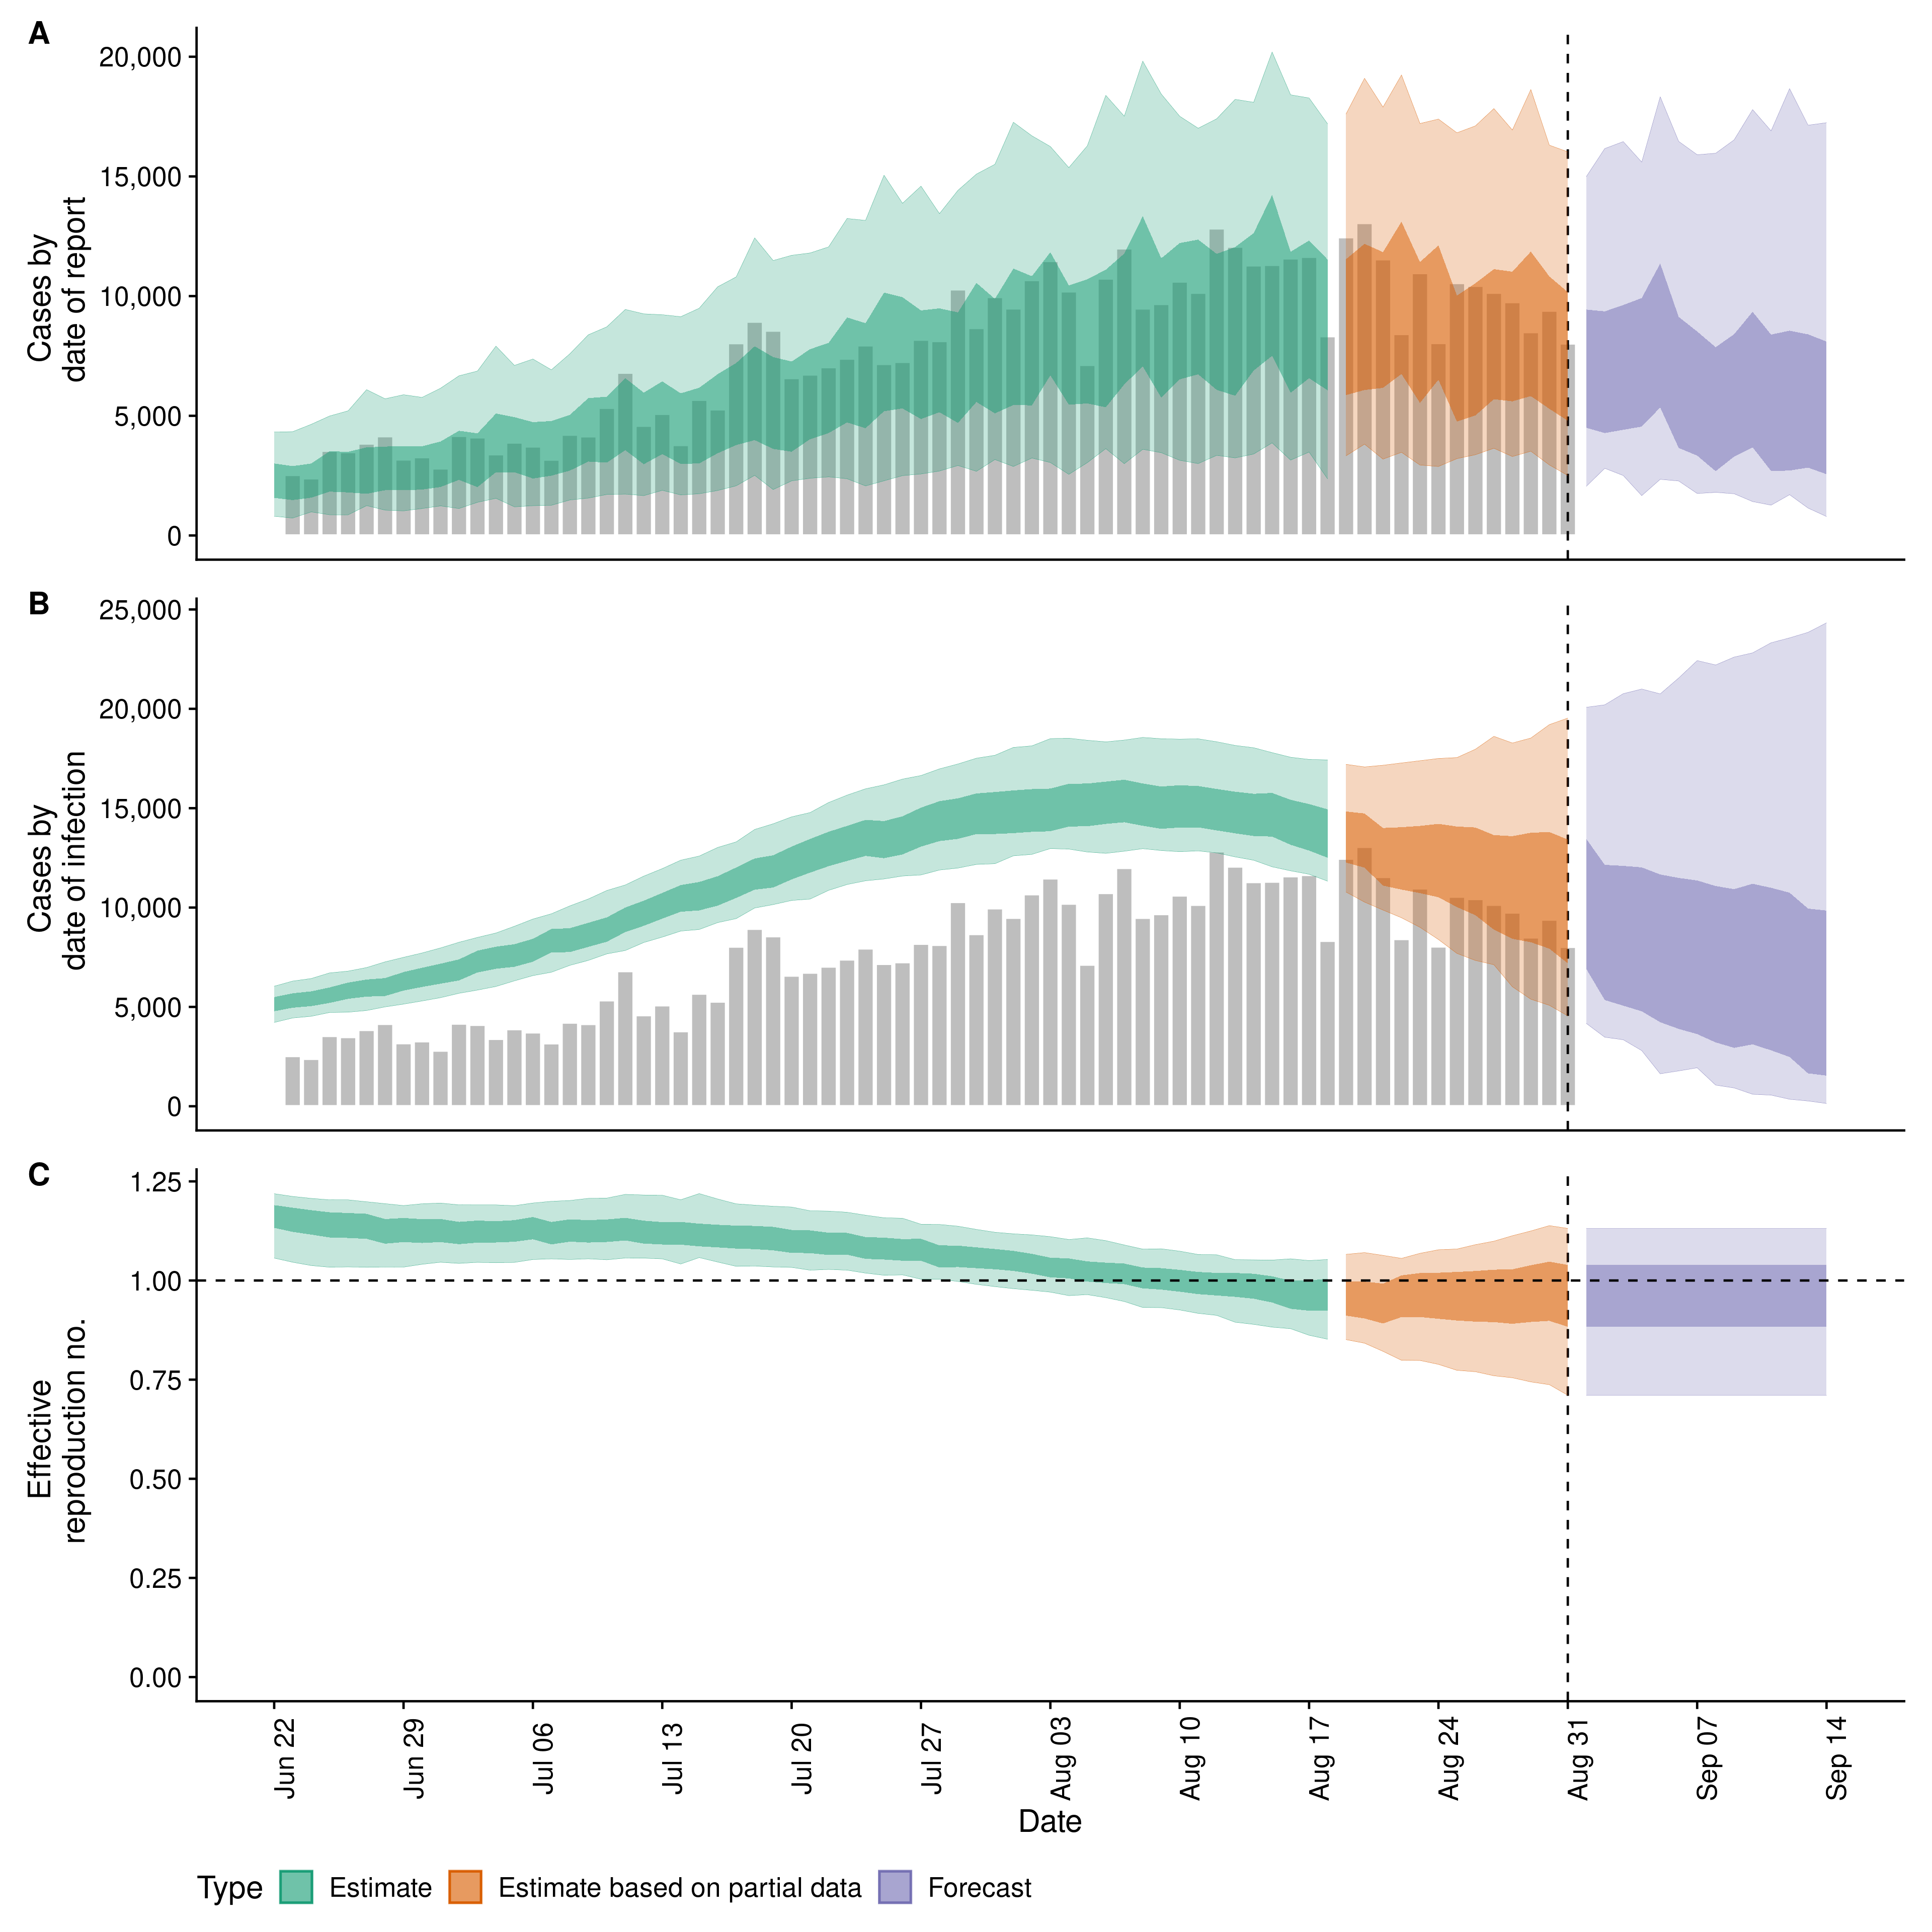 A
20,000
15,000
10,000
5,000
0
Cases by
date of report
B
25,000
20,000
15,000
10,000
5,000
0
Cases by
date of infection
C
1.25
1.00
0.75
0.50
0.25
0.00
Effective
reproduction no.
Jun 22
Jun 29
Jul 06
Jul 13
Jul 20
Jul 27
Aug 03
Aug 10
Aug 17
Aug 24
Aug 31
Sep 07
Sep 14
Date
Type Estimate Estimate based on partial data Forecast